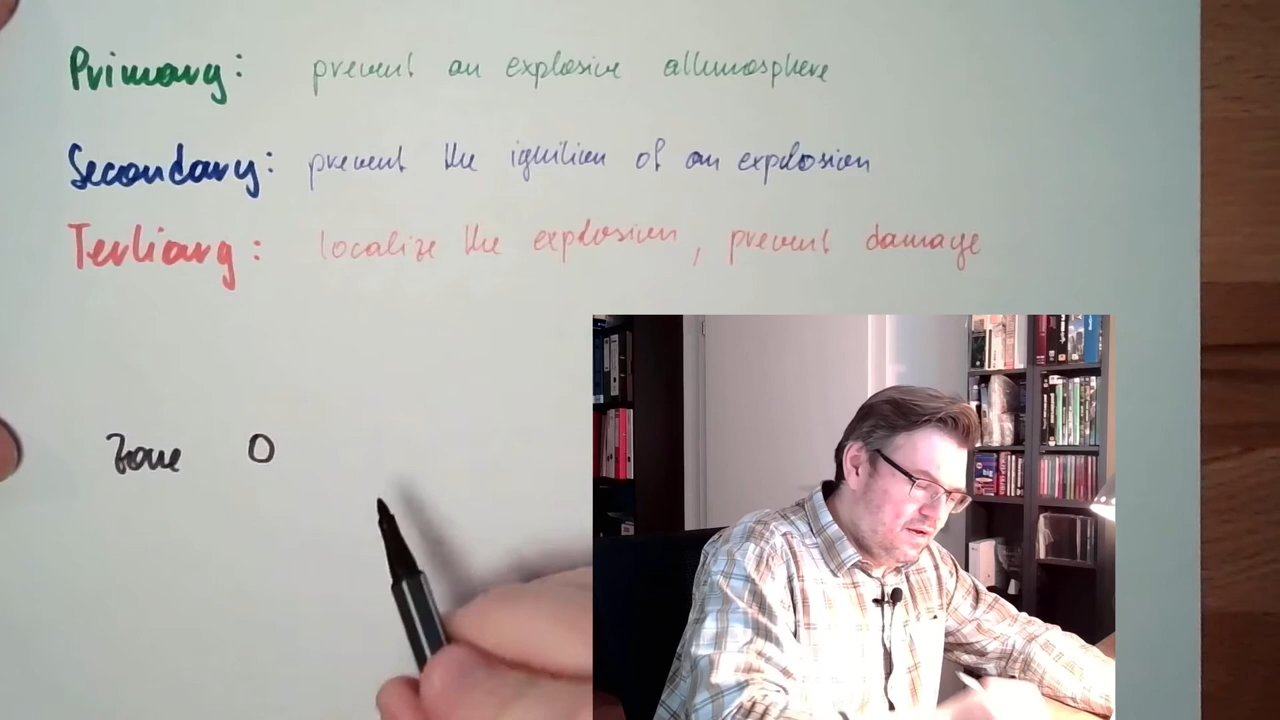 Primary: prevent an explosive athmosphere
Secondary: prevent the ignition of an explosion
Tertiary: localize the explosion, prevent damage
Zone 0